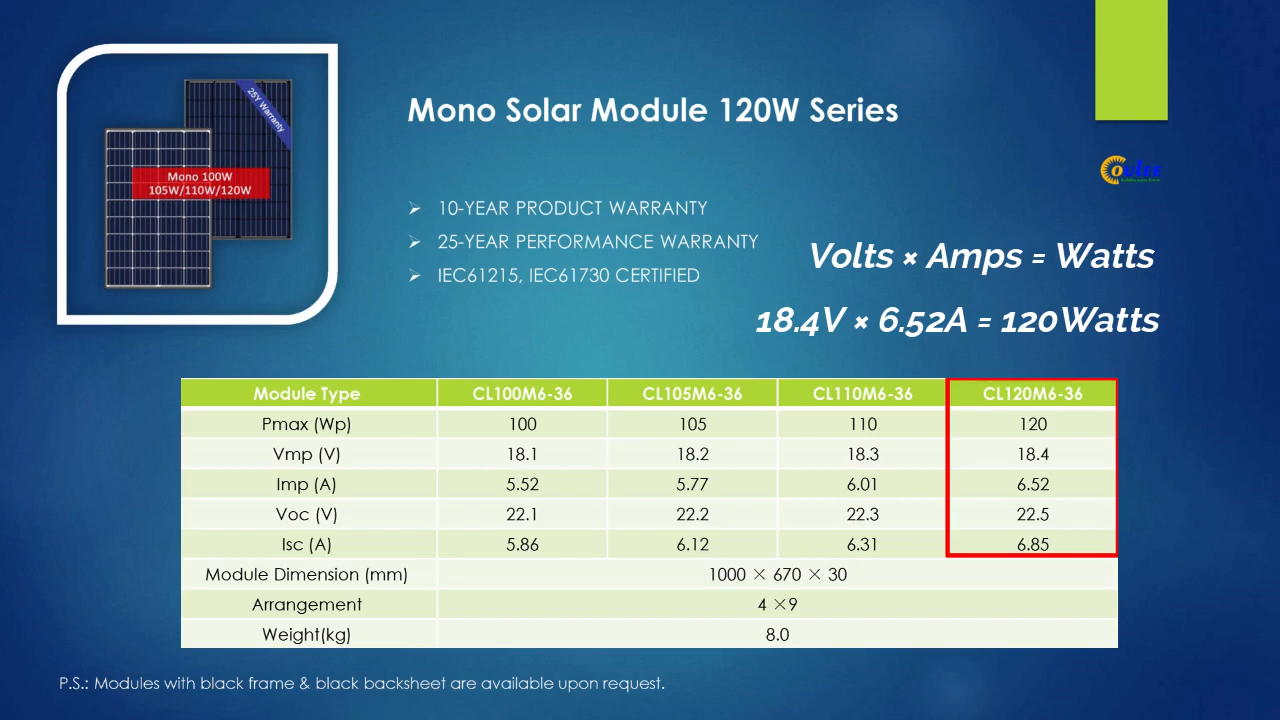 25Y Warranty
Mono 100W
105W/110W/120W
Mono Solar Module 120W Series
10-YEAR PRODUCT WARRANTY
25-YEAR PERFORMANCE WARRANTY
IEC61215, IEC61730 CERTIFIED
Volts × Amps = Watts
18.4V × 6.52A = 120Watts
Module Type CL100M6-36 CL105M6-36 CL110M6-36 CL120M6-36
Pmax (Wp) 100 105 110 120
Vmp (V) 18.1 18.2 18.3 18.4
Imp (A) 5.52 5.77 6.01 6.52
Voc (V) 22.1 22.2 22.3 22.5
Isc (A) 5.86 6.12 6.31 6.85
Module Dimension (mm) 1000 × 670 × 30
Arrangement 4 ×9
Weight(kg) 8.0
P.S.: Modules with black frame & black backsheet are available upon request.